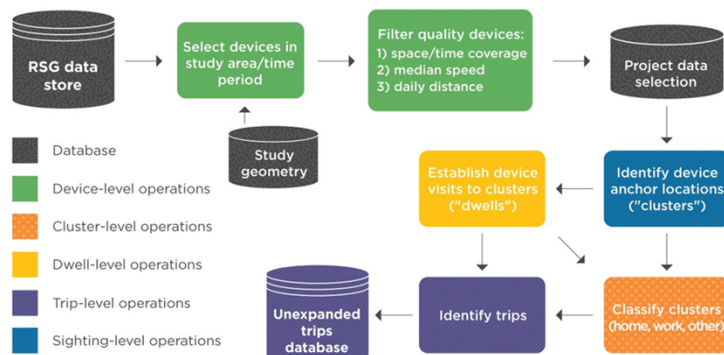 RSG data
store
Select devices in
study area/time
period
Filter quality devices:
1) space/time coverage
2) median speed
3) daily distance
Project data
selection
Study
geometry
Database
Device-level operations
Cluster-level operations
Dwell-level operations
Trip-level operations
Sighting-level operations
Establish device
visits to clusters
("dwells")
Identify device
anchor locations
("clusters")
Unexpanded
trips
database
Identify trips
Classify clusters
(home, work, other)